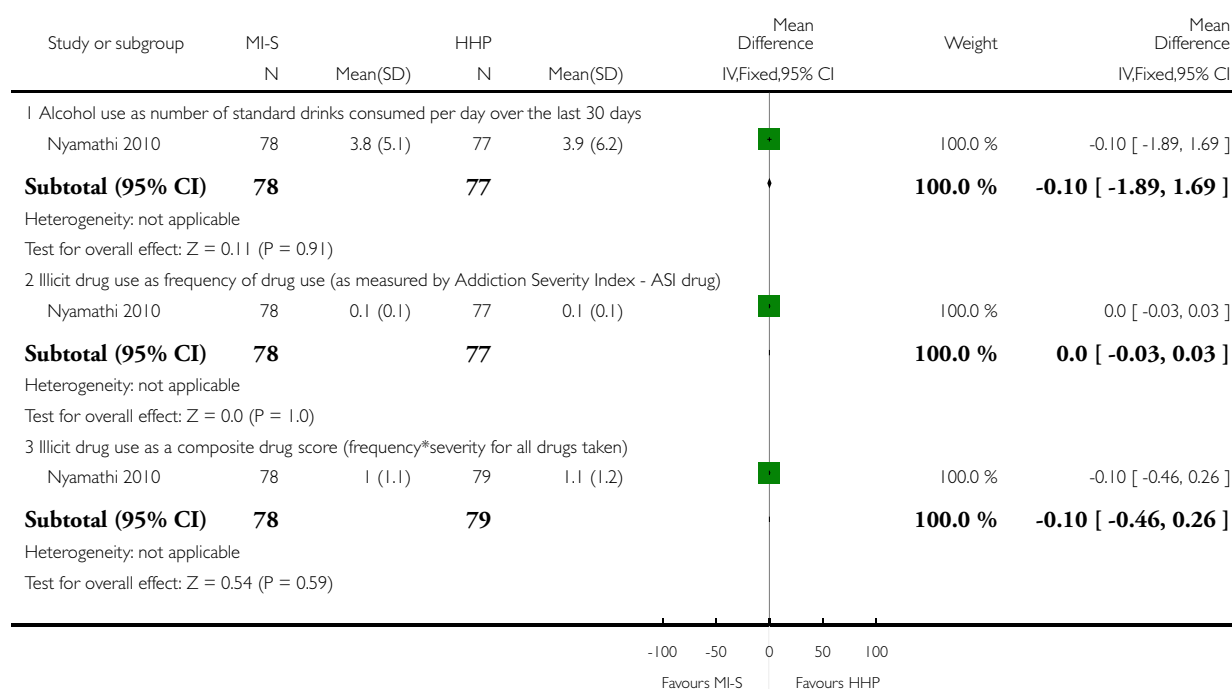 Study or subgroup MI-S HHP Mean Difference Weight Mean Difference
N Mean(SD) N Mean(SD) IV,Fixed,95% CI IV,Fixed,95% CI
1 Alcohol use as number of standard drinks consumed per day over the last 30 days
Nyamathi 2010 78 3.8 (5.1) 77 3.9 (6.2) 100.0 % -0.10 [ -1.89, 1.69 ]
Subtotal (95% CI) 78 77 100.0 % -0.10 [ -1.89, 1.69 ]
Heterogeneity: not applicable
Test for overall effect: Z = 0.11 (P = 0.91)
2 Illicit drug use as frequency of drug use (as measured by Addiction Severity Index - ASI drug)
Nyamathi 2010 78 0.1 (0.1) 77 0.1 (0.1) 100.0 % 0.0 [ -0.03, 0.03 ]
Subtotal (95% CI) 78 77 100.0 % 0.0 [ -0.03, 0.03 ]
Heterogeneity: not applicable
Test for overall effect: Z = 0.0 (P = 1.0)
3 Illicit drug use as a composite drug score (frequency*severity for all drugs taken)
Nyamathi 2010 78 1 (1.1) 79 1.1 (1.2) 100.0 % -0.10 [ -0.46, 0.26 ]
Subtotal (95% CI) 78 79 100.0 % -0.10 [ -0.46, 0.26 ]
Heterogeneity: not applicable
Test for overall effect: Z = 0.54 (P = 0.59)
-100 -50 0 50 100
Favours MI-S Favours HHP